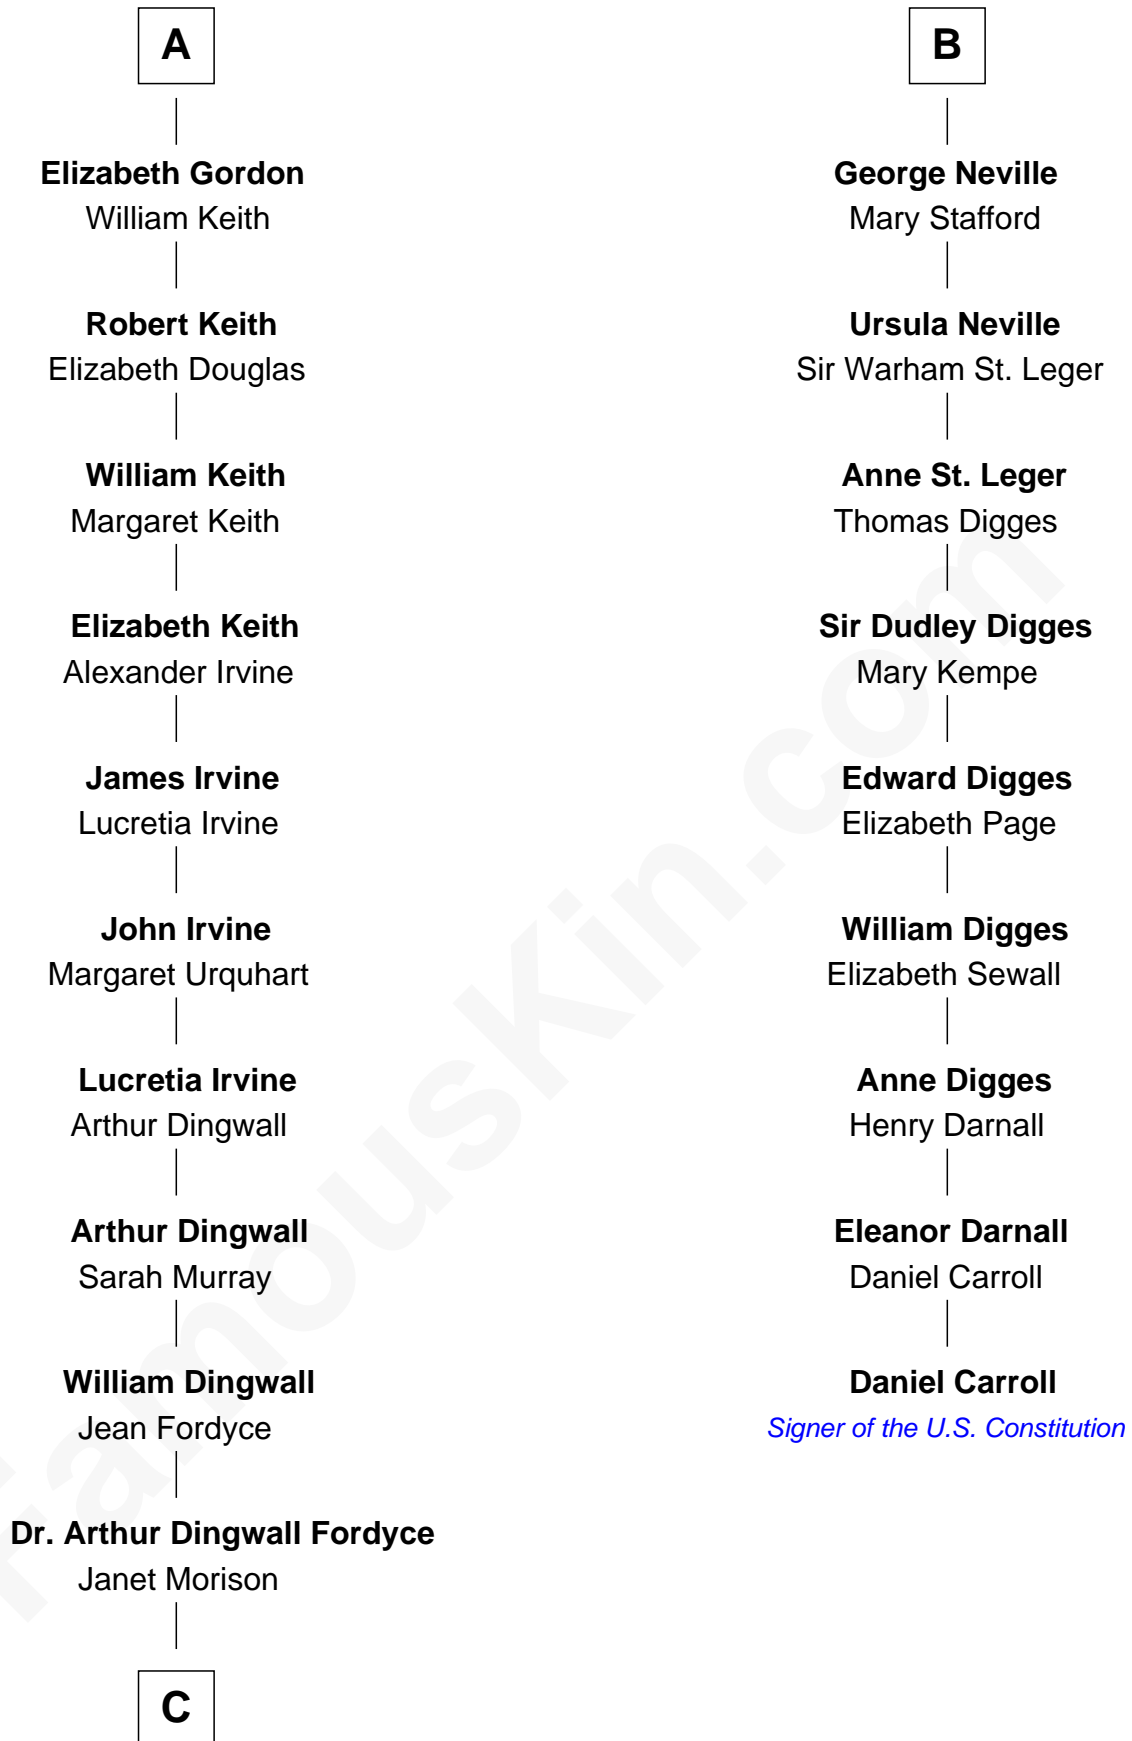 A
Elizabeth Gordon
William Keith
Robert Keith
Elizabeth Douglas
William Keith
Margaret Keith
Elizabeth Keith
Alexander Irvine
James Irvine
Lucretia Irvine
John Irvine
Margaret Urquhart
Lucretia Irvine
Arthur Dingwall
Arthur Dingwall
Sarah Murray
William Dingwall
Jean Fordyce
Dr. Arthur Dingwall Fordyce
Janet Morison
C
B
George Neville
Mary Stafford
Ursula Neville
Sir Warham St. Leger
Anne St. Leger
Thomas Digges
Sir Dudley Digges
Mary Kempe
Edward Digges
Elizabeth Page
William Digges
Elizabeth Sewall
Anne Digges
Henry Darnall
Eleanor Darnall
Daniel Carroll
Daniel Carroll
Signer of the U.S. Constitution
FamousKin.com